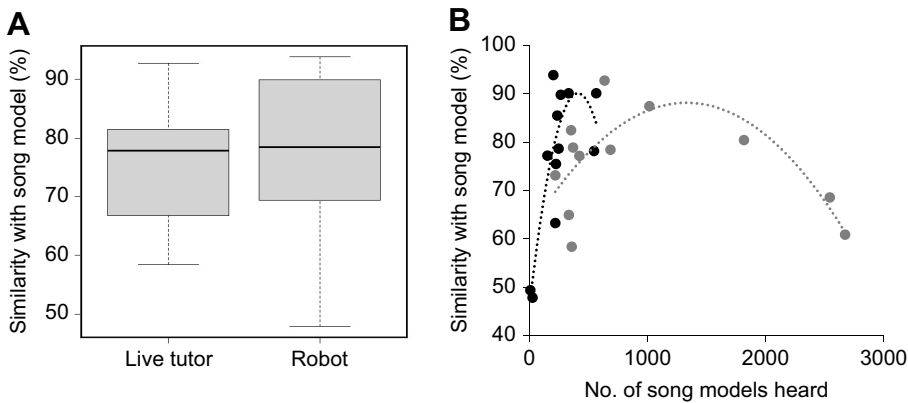 A
Similarity with song model (%)
90
80
70
60
50
Live tutor
Robot
B
Similarity with song model (%)
100
90
80
70
60
50
40
0
1000
2000
3000
No. of song models heard